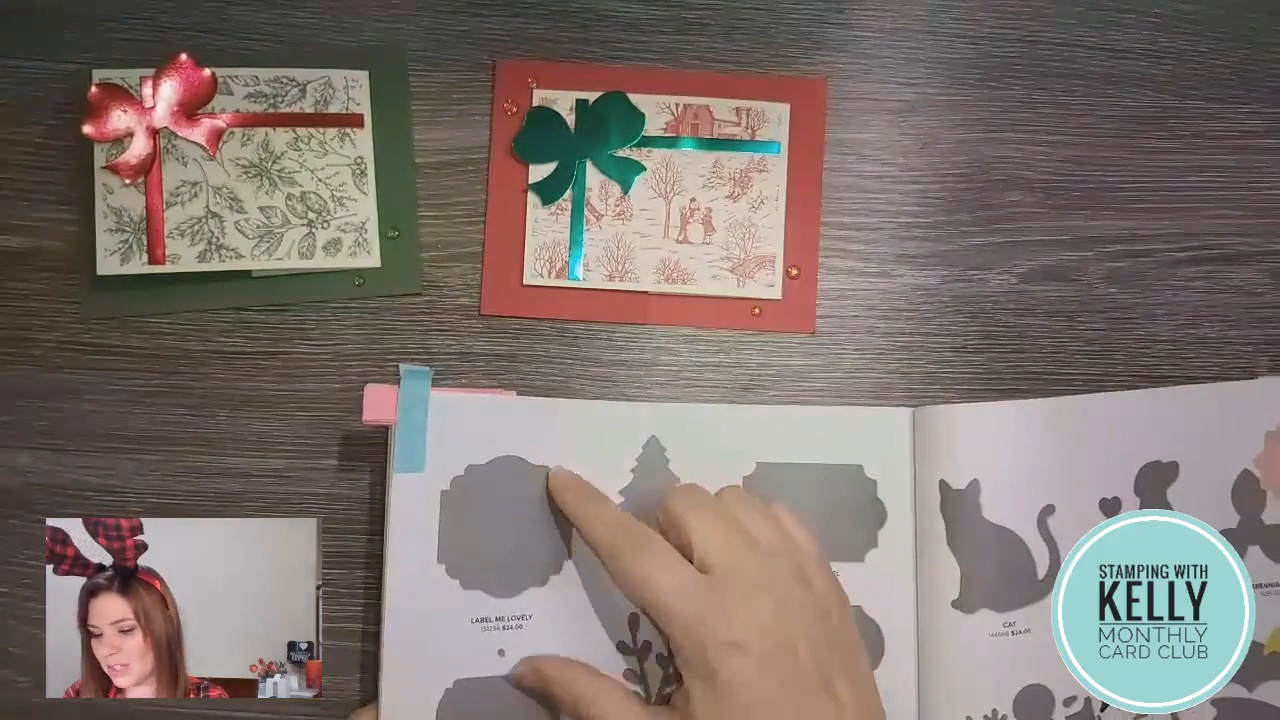 LABEL ME LOVELY
$24.00
CAT
$24.00
STAMPING WITH
KELLY
MONTHLY
CARD CLUB